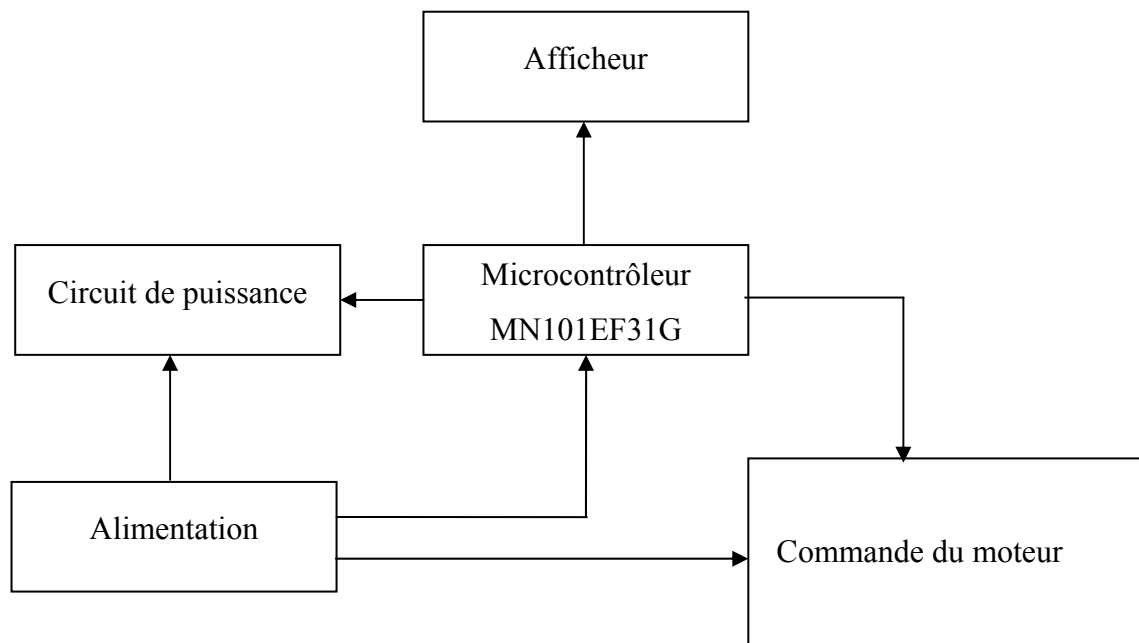 Afficheur
Circuit de puissance
Microcontrôleur
MN101EF31G
Alimentation
Commande du moteur